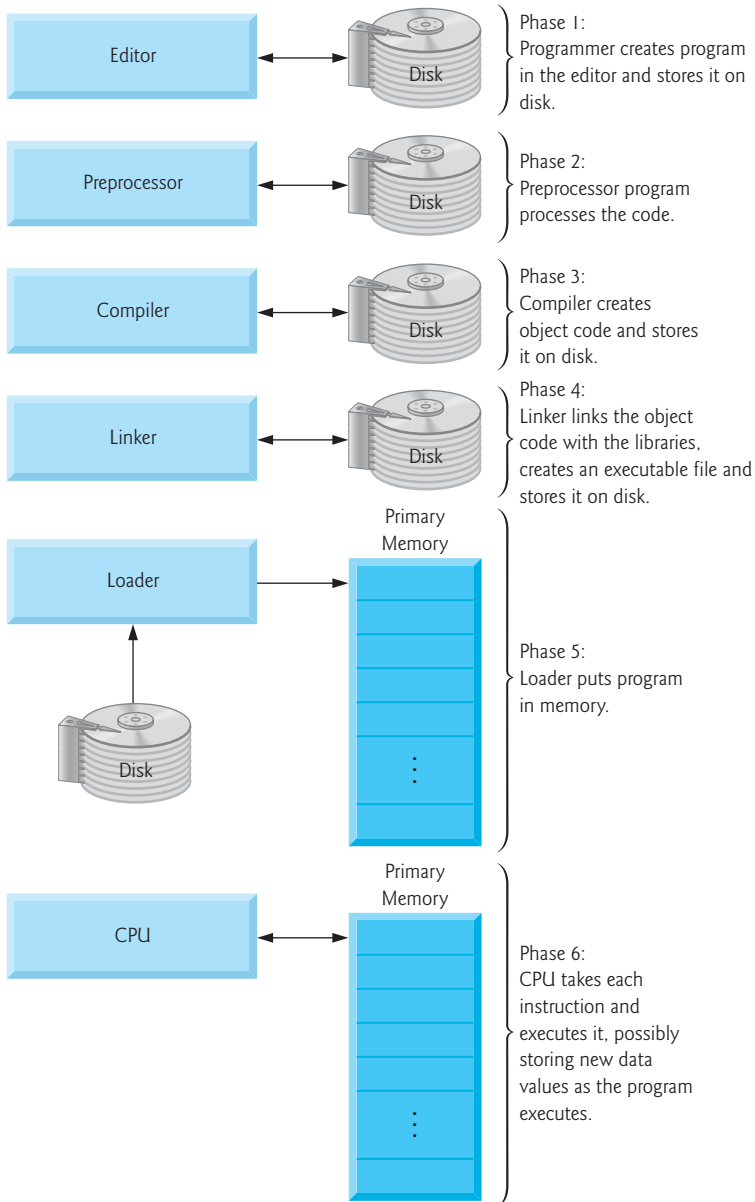 Editor
Disk
Phase 1:
Programmer creates program
in the editor and stores it on
disk.
Preprocessor
Disk
Phase 2:
Preprocessor program
processes the code.
Compiler
Disk
Phase 3:
Compiler creates
object code and stores
it on disk.
Linker
Disk
Phase 4:
Linker links the object
code with the libraries,
creates an executable file and
stores it on disk.
Loader
Primary
Memory
Disk
Phase 5:
Loader puts program
in memory.
CPU
Primary
Memory
Phase 6:
CPU takes each
instruction and
executes it, possibly
storing new data
values as the program
executes.